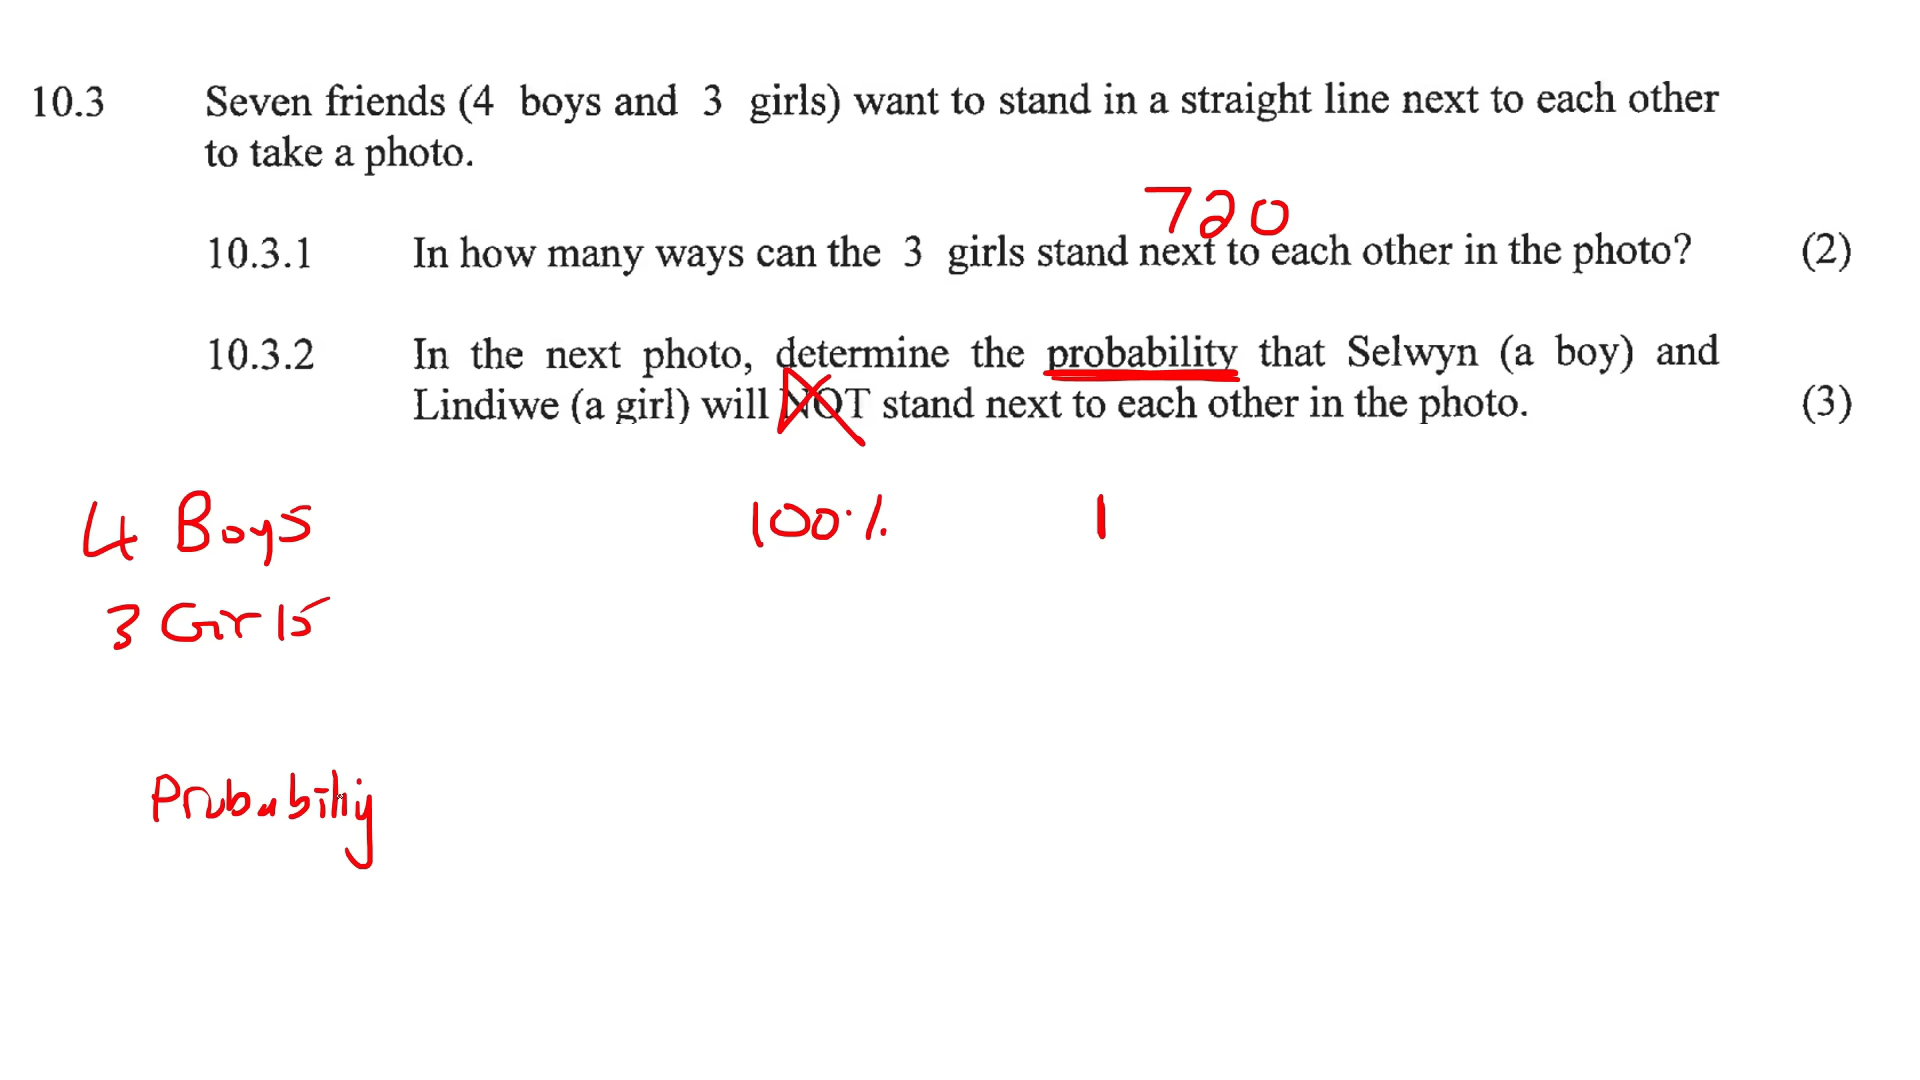 10.3 Seven friends (4 boys and 3 girls) want to stand in a straight line next to each other
to take a photo.
720
10.3.1 In how many ways can the 3 girls stand next to each other in the photo? (2)
10.3.2 In the next photo, determine the probability that Selwyn (a boy) and
Lindiwe (a girl) will NOT stand next to each other in the photo. (3)
4 Boys 100% 1
3 Girls
Probability